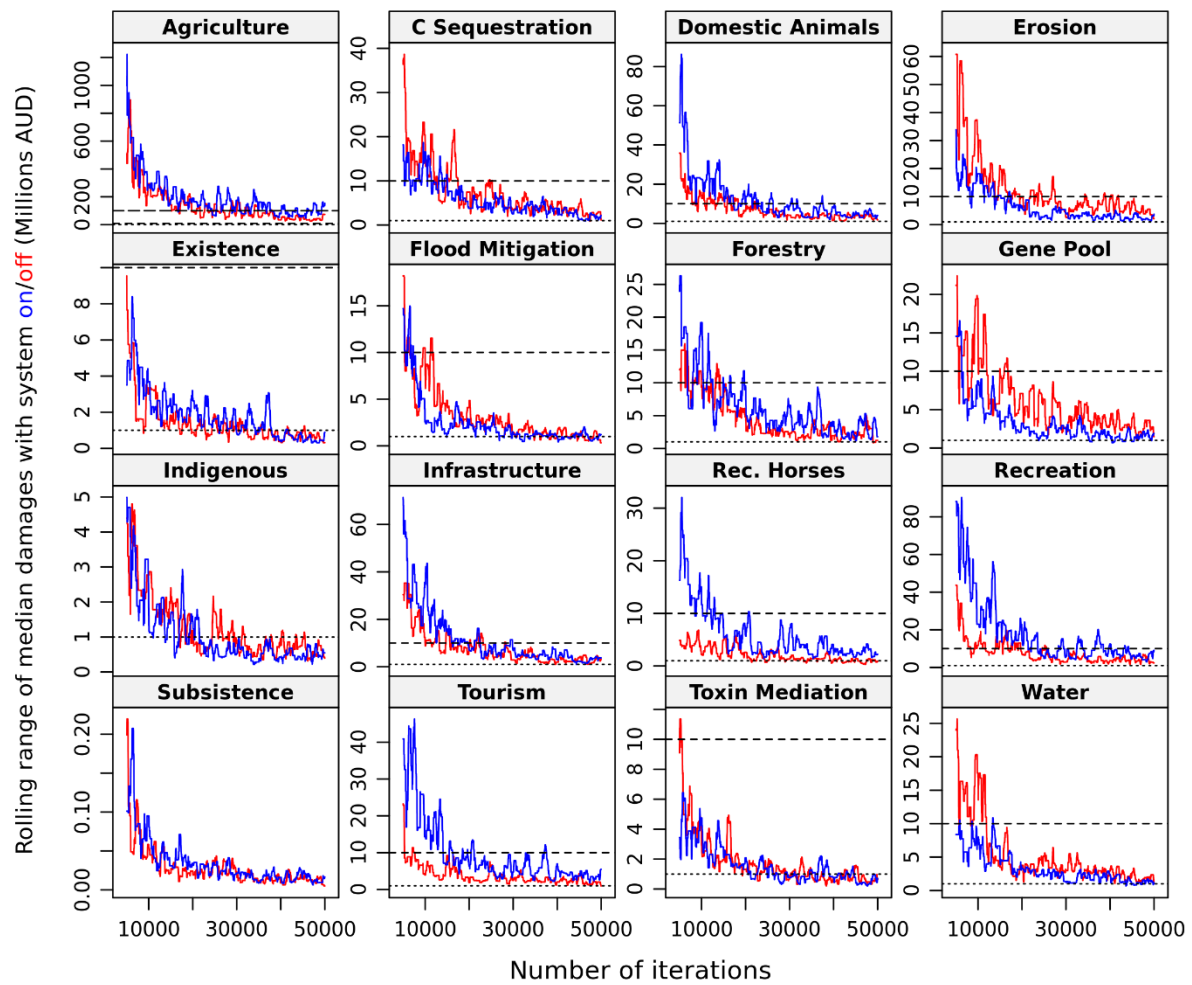 Rolling range of median damages with system on/off (Millions AUD)
Agriculture
0 200 600 1000
C Sequestration
0 10 20 30 40
Domestic Animals
0 20 40 60 80
Erosion
0 10 20 30 40 50 60
Existence
0 2 4 6 8
Flood Mitigation
0 5 10 15
Forestry
0 5 10 15 20 25
Gene Pool
0 5 10 15 20
Indigenous
0 1 2 3 4 5
Infrastructure
0 20 40 60
Rec. Horses
0 10 20 30
Recreation
0 20 40 60 80
Subsistence
0.00 0.10 0.20
Tourism
0 10 20 30 40
Toxin Mediation
0 2 4 6 8 10
Water
0 5 10 15 20 25
10000 30000 50000
10000 30000 50000
10000 30000 50000
10000 30000 50000
Number of iterations